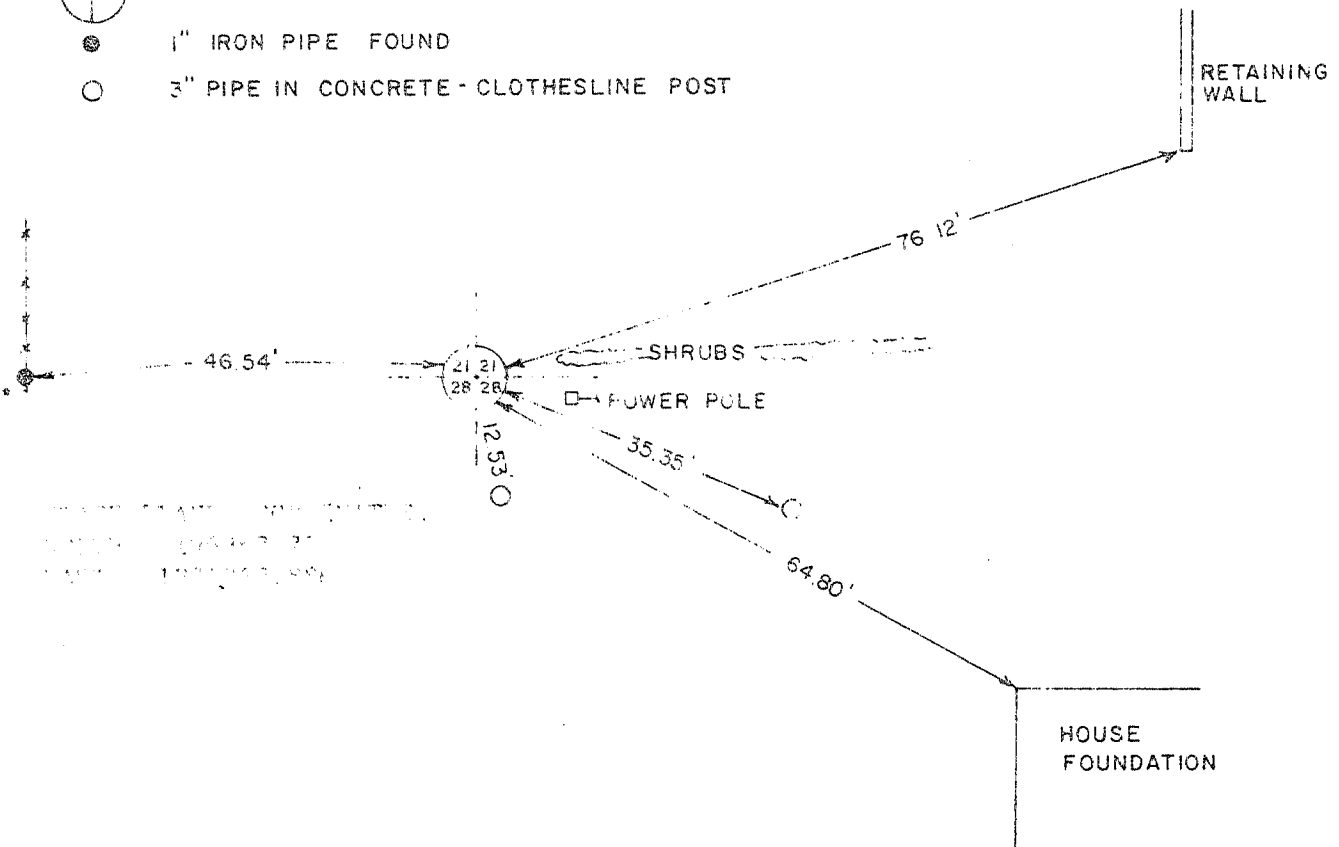 1" IRON PIPE FOUND
3" PIPE IN CONCRETE - CLOTHESLINE POST
RETAINING
WALL
76 12'
46.54'
21 21
28 28
SHRUBS
POWER POLE
12.53'
35.35'
64.80'
HOUSE
FOUNDATION